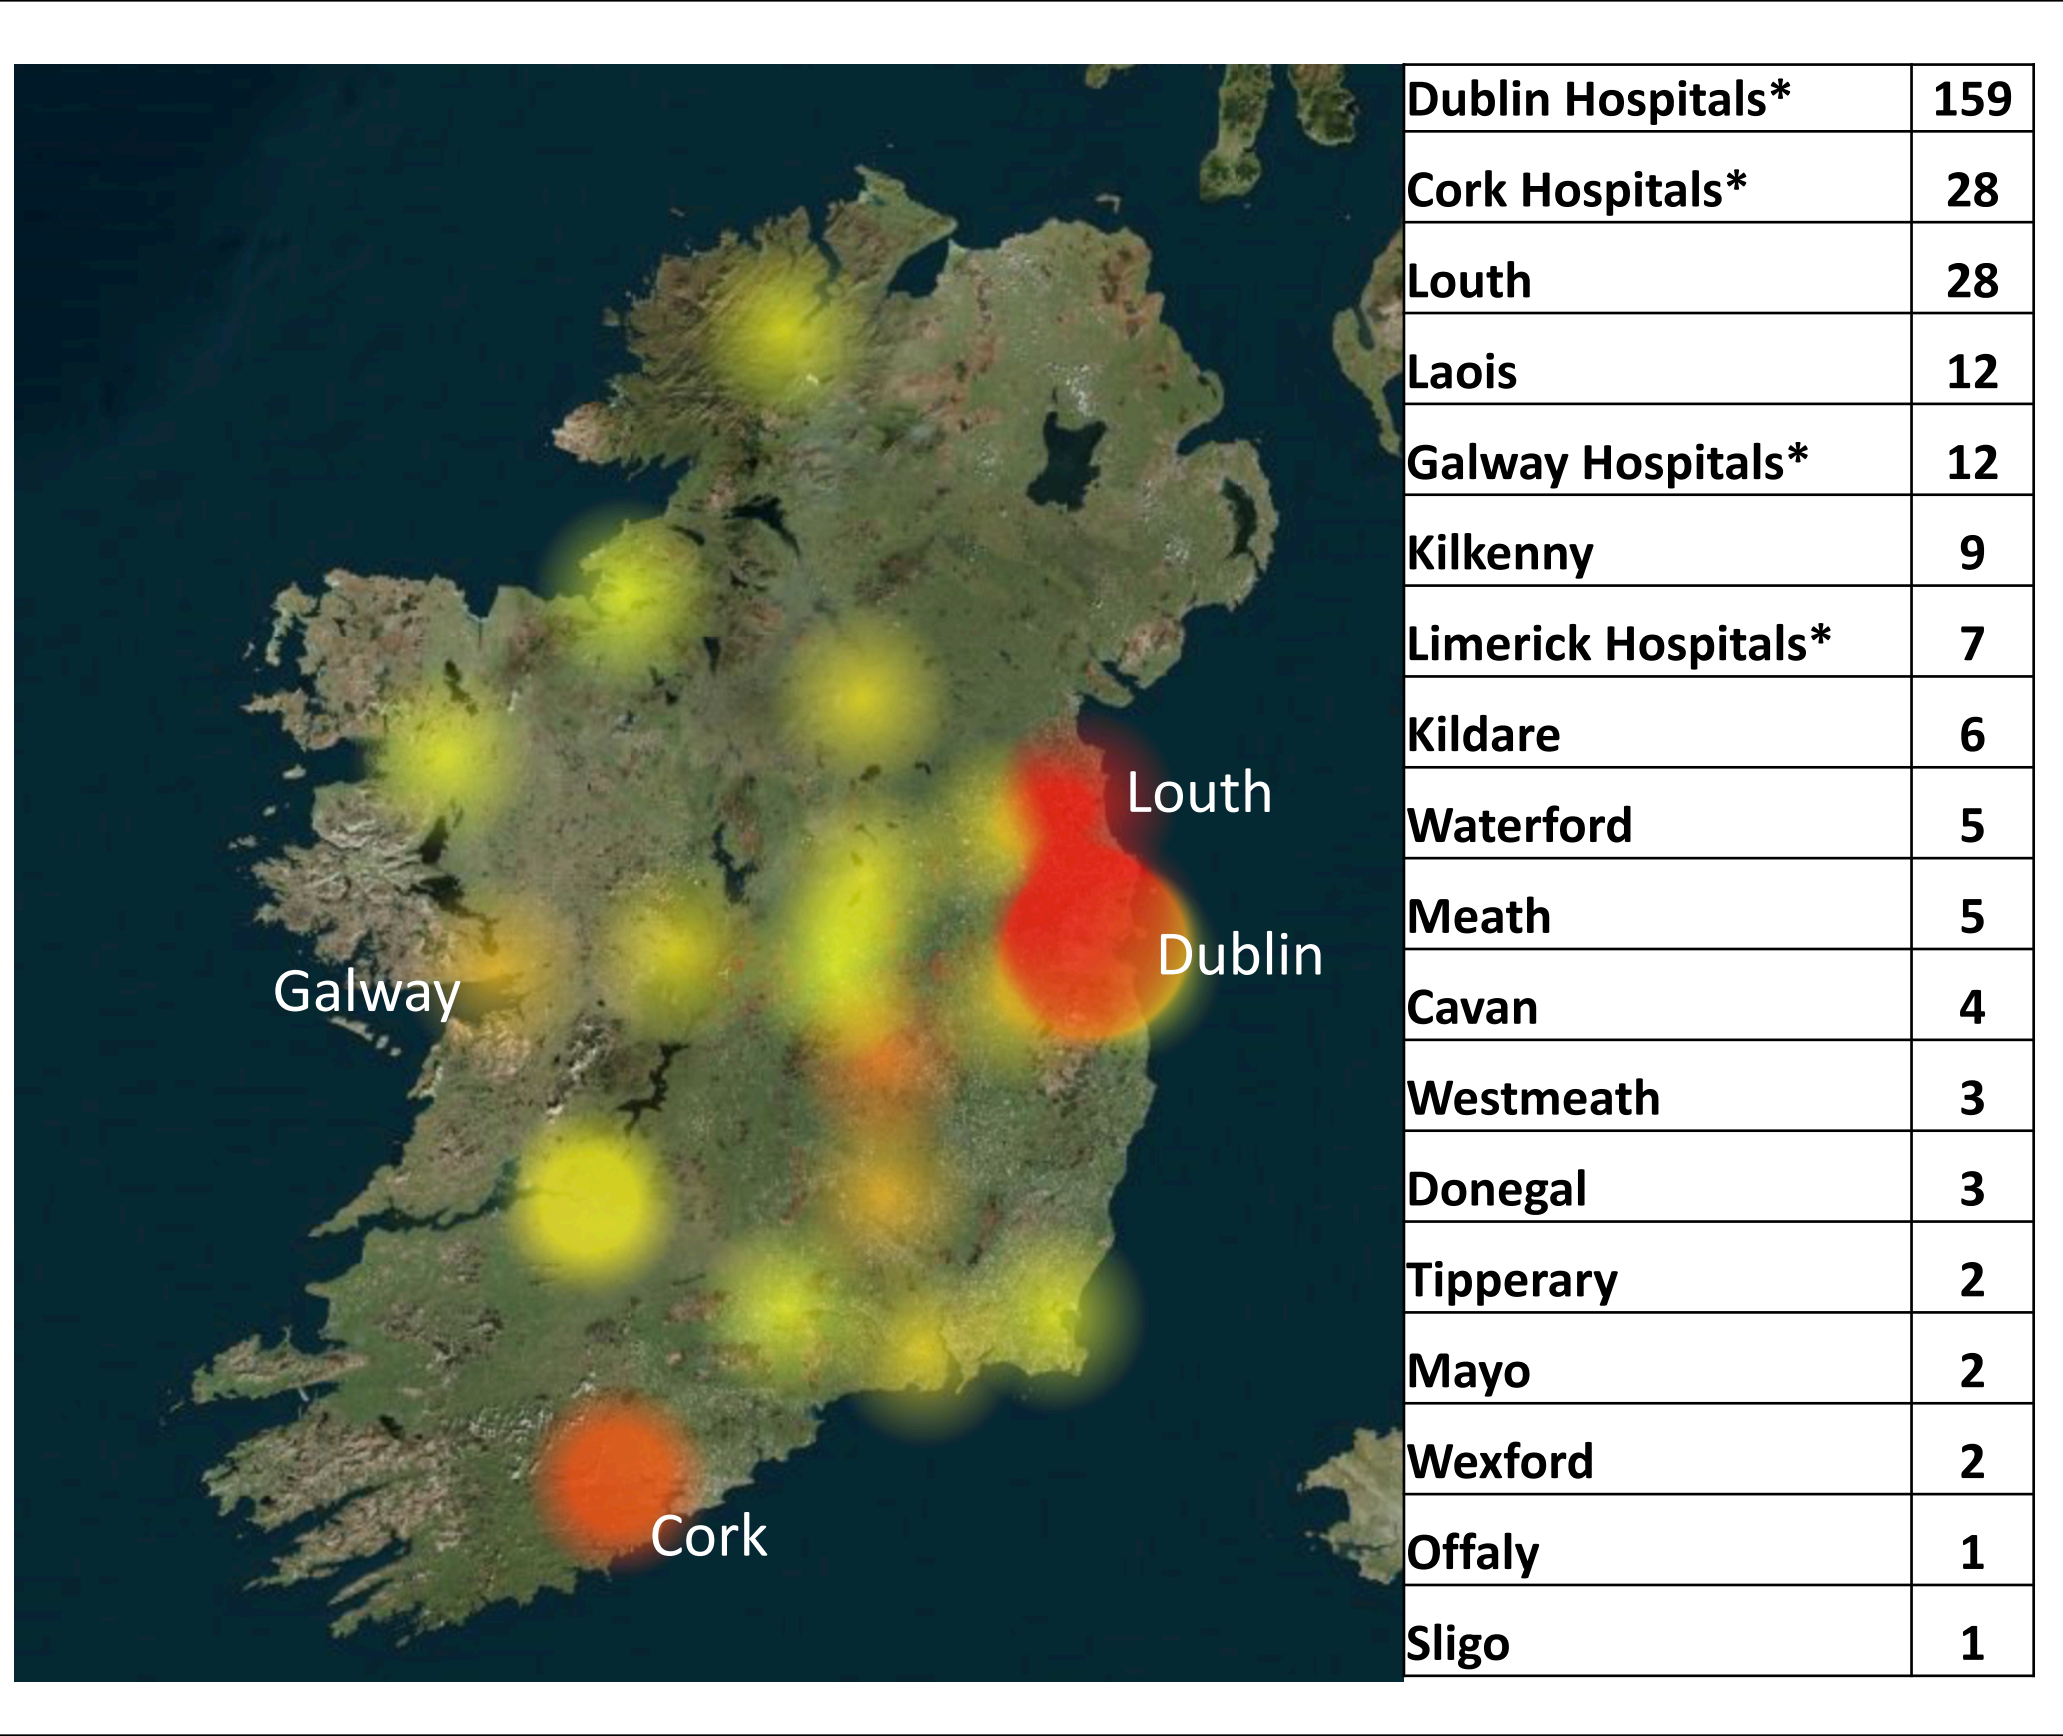 Louth
Dublin
Galway
Cork
Dublin Hospitals* 159
Cork Hospitals* 28
Louth 28
Laois 12
Galway Hospitals* 12
Kilkenny 9
Limerick Hospitals* 7
Kildare 6
Waterford 5
Meath 5
Cavan 4
Westmeath 3
Donegal 3
Tipperary 2
Mayo 2
Wexford 2
Offaly 1
Sligo 1